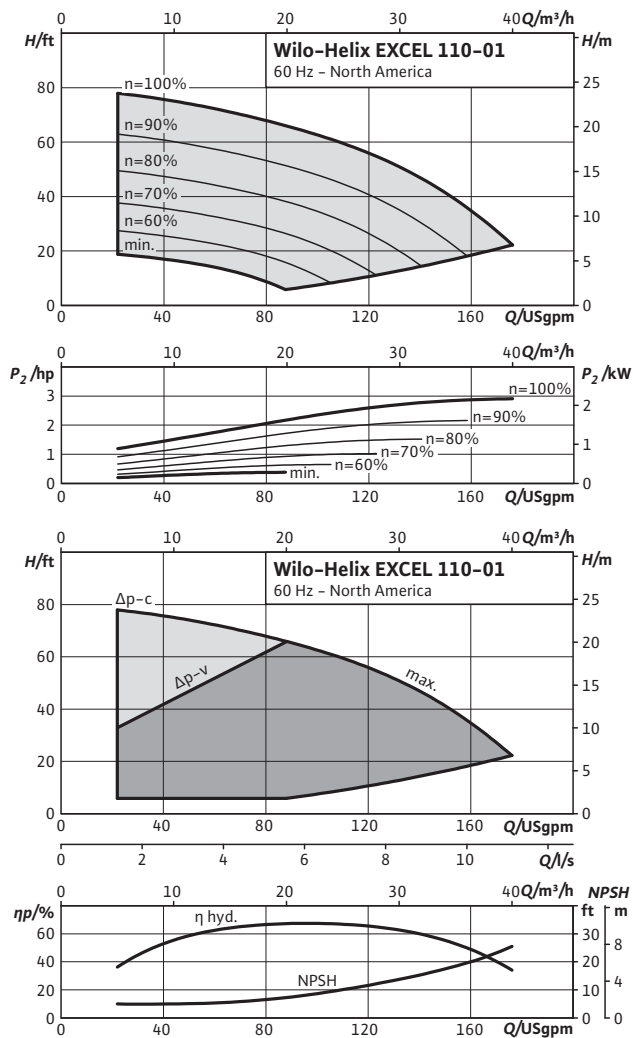 0 10 20 30 40 Q/m³/h
H/ft H/m
Wilo-Helix EXCEL 110-01
60 Hz - North America
n=100%
n=90%
n=80%
n=70%
n=60%
min.
80
60
40
20
0
25
20
15
10
5
0
0 40 80 120 160 Q/USgpm
0 10 20 30 40 Q/m³/h
P₂/hp P₂/kW
n=100%
n=90%
n=80%
n=70%
n=60%
min.
3
2
1
0
2
1
0
0 40 80 120 160 Q/USgpm
0 10 20 30 40 Q/m³/h
H/ft H/m
Wilo-Helix EXCEL 110-01
60 Hz - North America
Δp-c
Δp-v
max.
80
60
40
20
0
25
20
15
10
5
0
0 40 80 120 160 Q/USgpm
0 2 4 6 8 10 Q/l/s
0 10 20 30 40 Q/m³/h NPSH
ηp/% ft m
η hyd.
NPSH
60
40
20
0
30
20
10
0
8
4
0
0 40 80 120 160 Q/USgpm